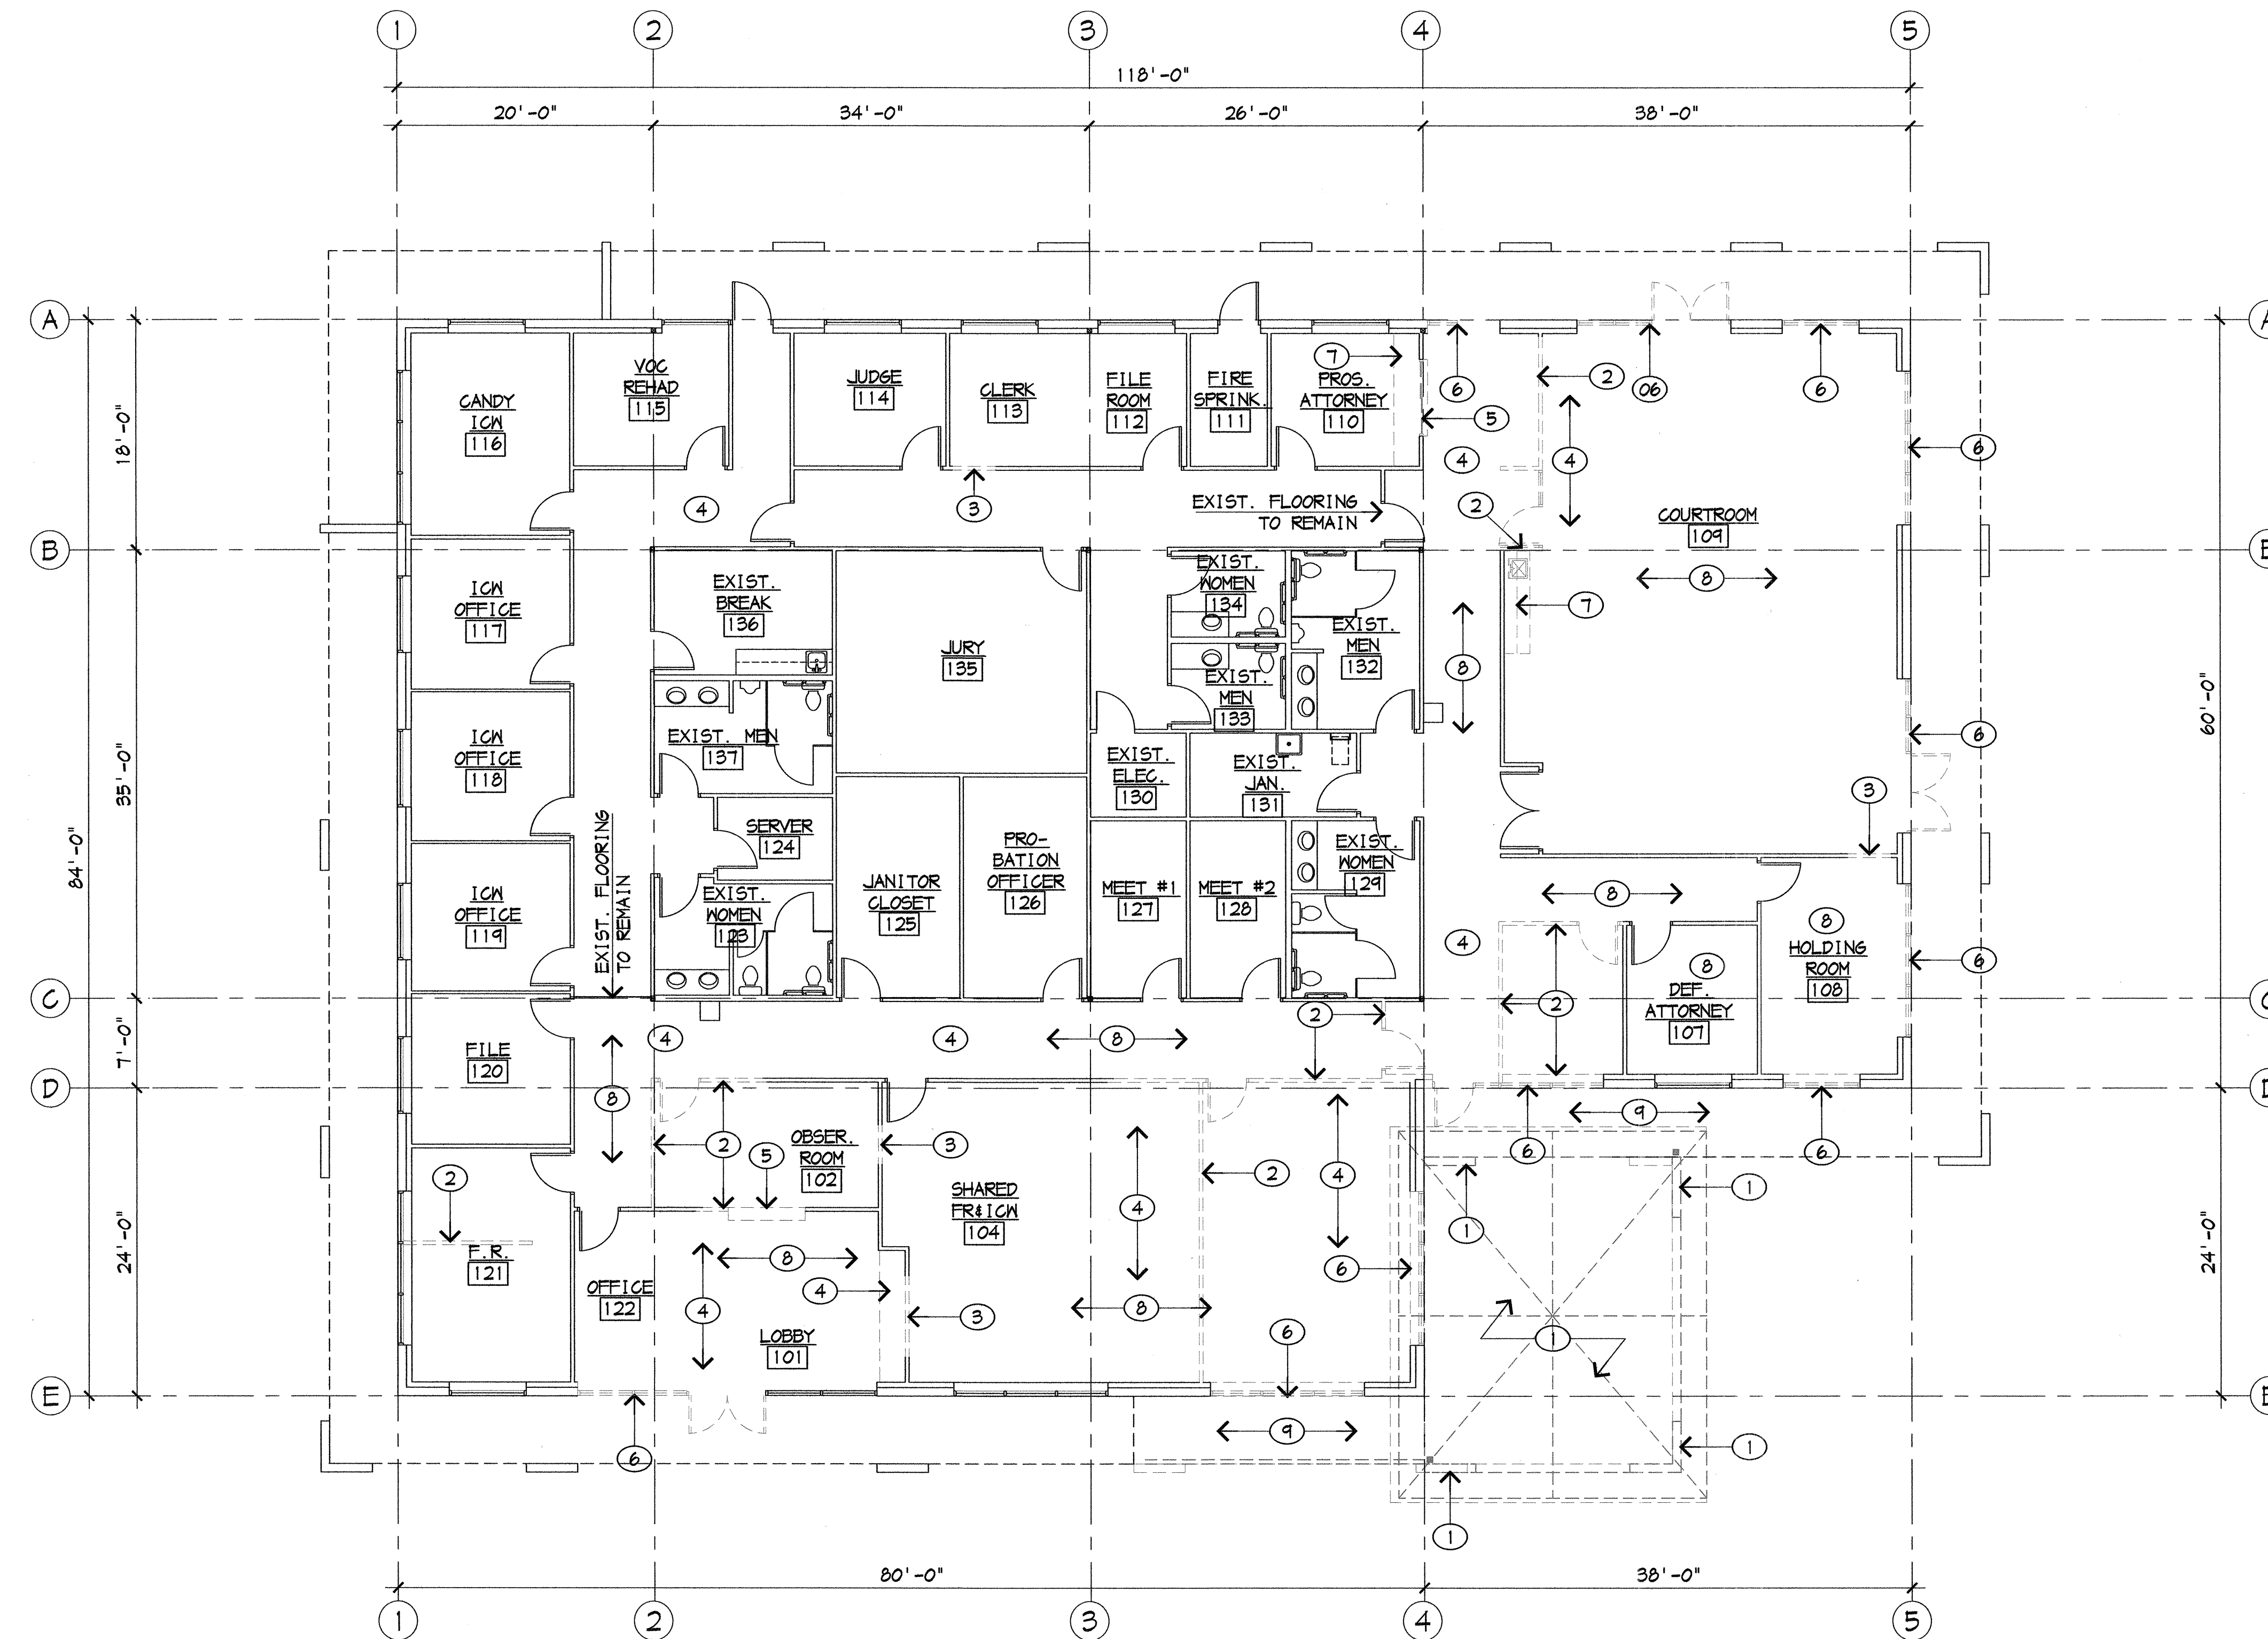 1 2 3 4 5
118'-0"
20'-0" 34'-0" 26'-0" 38'-0"
A
A
18'-0"
CANDY
ICW
116
VOC
REHAD
115
JUDGE
114
CLERK
113
FILE
ROOM
112
FIRE
SPRINK.
111
PROS.
ATTORNEY
110
7
5
6
2
06
6
6
4
4
4
3
EXIST. FLOORING
TO REMAIN
2
COURTROOM
109
8
7
B
B
ICW
OFFICE
117
EXIST.
BREAK
136
JURY
135
EXIST.
WOMEN
134
EXIST.
MEN
133
EXIST.
MEN
132
8
6
60'-0"
35'-0"
84'-0"
ICW
OFFICE
118
EXIST. MEN
137
EXIST.
ELEC.
130
EXIST.
JAN.
131
3
SERVER
124
EXIST. FLOORING
TO REMAIN
ICW
OFFICE
119
EXIST.
WOMEN
123
JANITOR
CLOSET
125
PRO-
BATION
OFFICER
126
MEET #1
127
MEET #2
128
EXIST.
WOMEN
129
8
4
8
HOLDING
ROOM
108
6
8
DEF.
ATTORNEY
107
2
C
C
7'-0"
FILE
120
4
4
8
2
8
D
D
9
6
6
2
5
OBSER.
ROOM
102
3
2
4
4
SHARED
FR&ICW
104
2
F.R.
121
1
1
24'-0"
24'-0"
OFFICE
122
8
4
4
3
8
6
6
1
LOBBY
101
E
E
6
9
1
1
80'-0" 38'-0"
1 2 3 4 5